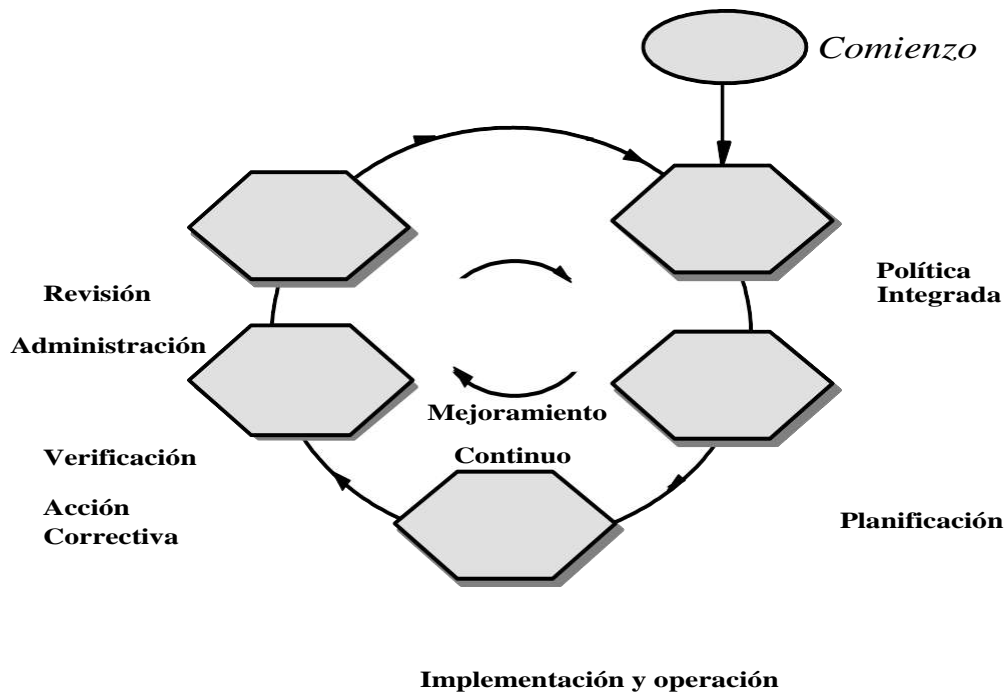 Comienzo
Política
Integrada
Revisión
Administración
Mejoramiento
Continuo
Verificación
Acción
Correctiva
Planificación
Implementación y operación